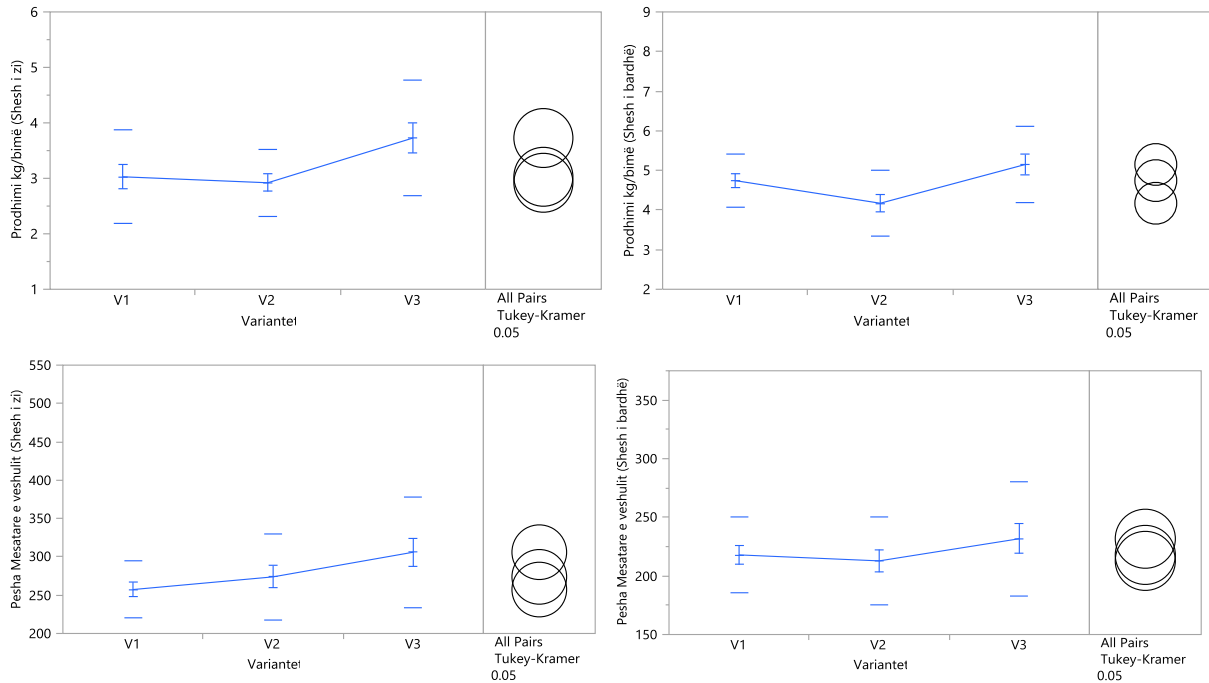 Prodhimi kg/bimë (Shesh i zi)
6
5
4
3
2
1
V1
V2
V3
Variantet
All Pairs
Tukey-Kramer
0.05
Prodhimi kg/bimë (Shesh i bardhë)
9
8
7
6
5
4
3
2
V1
V2
V3
Variantet
All Pairs
Tukey-Kramer
0.05
Pesha Mesatare e veshulit (Shesh i zi)
550
500
450
400
350
300
250
200
V1
V2
V3
Variantet
All Pairs
Tukey-Kramer
0.05
Pesha Mesatare e veshulit (Shesh i bardhë)
350
300
250
200
150
V1
V2
V3
Variantet
All Pairs
Tukey-Kramer
0.05